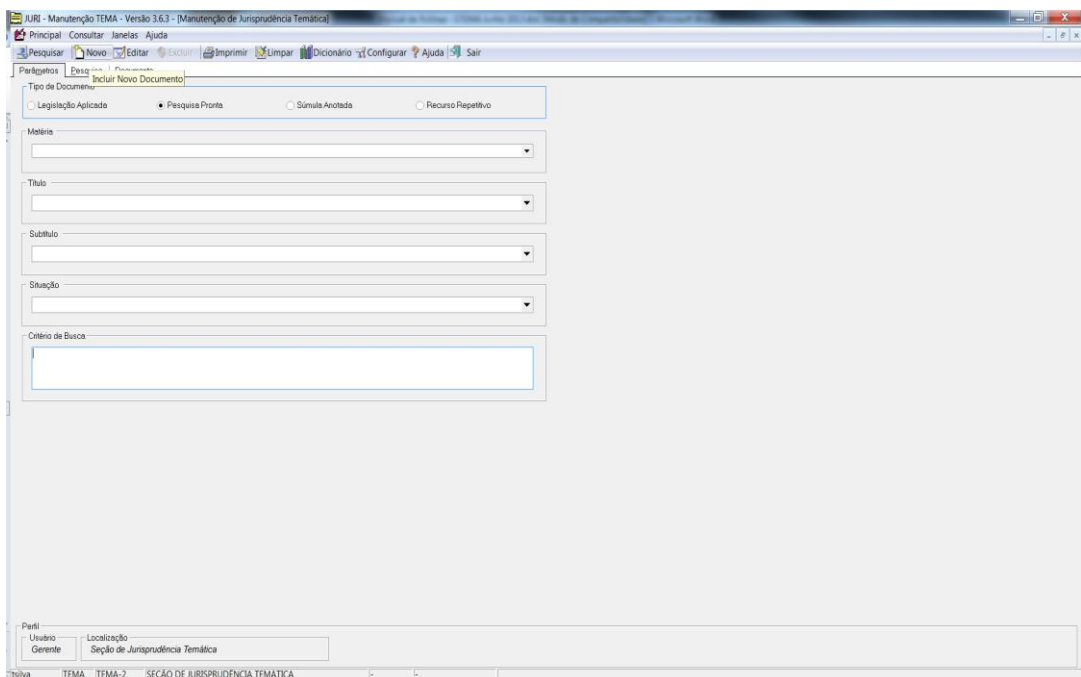 JURI - Manutenção TEMA - Versão 3.6.3 - [Manutenção de Jurisprudência Temática]
Principal Consultar Janelas Ajuda
Pesquisar Novo Editar Excluir Imprimir Limpar Dicionário Configurar Ajuda Sair
Parâmetros Pesquisa Documento
Incluir Novo Documento
Tipo de Documento
Legislação Aplicada Pesquisa Pronta Súmula Anotada Recurso Repetitivo
Matéria
Título
Subtítulo
Situação
Critério de Busca
Perfil
Usuário Localização
Gerente Seção de Jurisprudência Temática
TEMA TEMA-2 SEÇÃO DE JURISPRUDÊNCIA TEMÁTICA